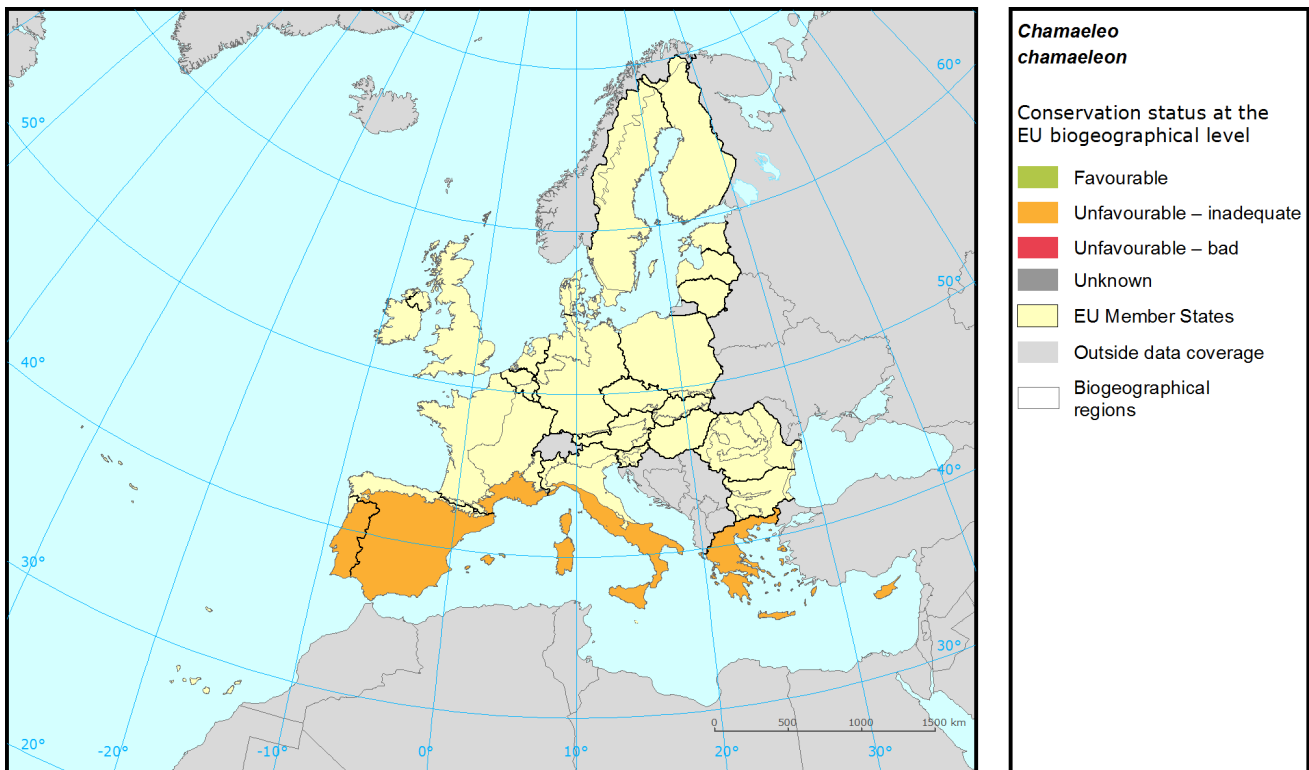 60°
50°
50°
40°
40°
30°
30°
20°
-20°
-10°
0°
10°
20°
30°
0 500 1000 1500 km
Chamaeleo
chamaeleon
Conservation status at the
EU biogeographical level
Favourable
Unfavourable – inadequate
Unfavourable – bad
Unknown
EU Member States
Outside data coverage
Biogeographical
regions